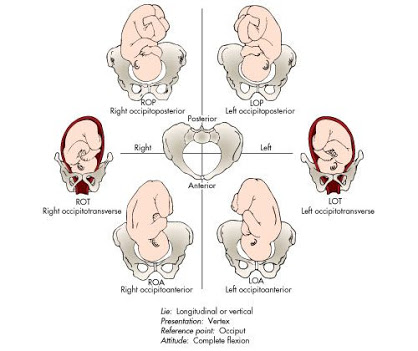 ROP
Right occipitoposterior
LOP
Left occipitoposterior
Posterior
Right
Left
Anterior
ROT
Right occipitotransverse
LOT
Left occipitotransverse
ROA
Right occipitoanterior
LOA
Left occipitoanterior
Lie: Longitudinal or vertical
Presentation: Vertex
Reference point: Occiput
Attitude: Complete flexion